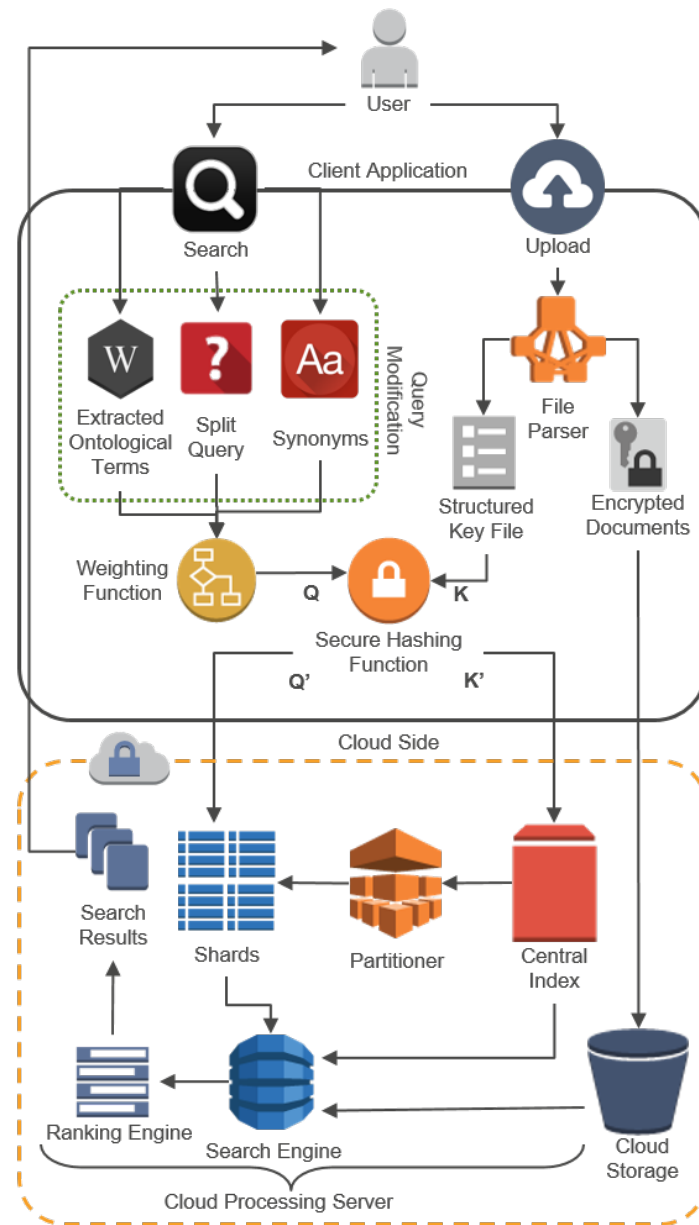 User
Client Application
Search
Upload
W
?
Aa
Extracted
Ontological
Terms
Split
Query
Synonyms
Query
Modification
File
Parser
Structured
Key File
Encrypted
Documents
Weighting
Function
Q
K
Secure Hashing
Function
Q'
K'
Cloud Side
Search
Results
Shards
Partitioner
Central
Index
Ranking Engine
Search Engine
Cloud
Storage
Cloud Processing Server